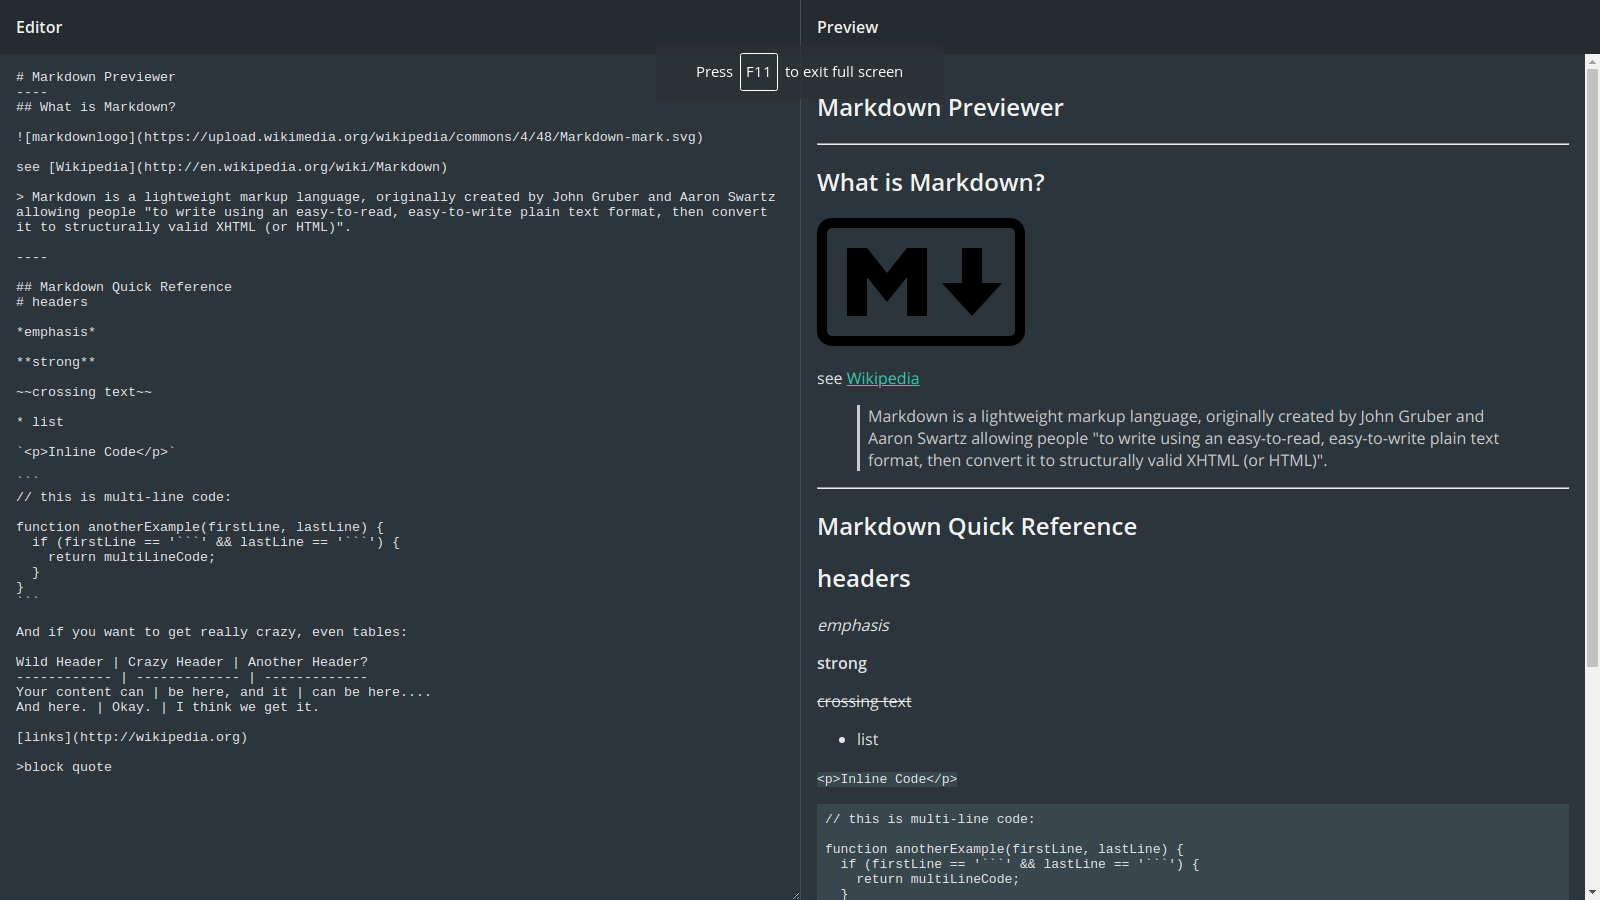 Editor
# Markdown Previewer
----
## What is Markdown?
![markdownlogo](https://upload.wikimedia.org/wikipedia/commons/4/48/Markdown-mark.svg)
see [Wikipedia](http://en.wikipedia.org/wiki/Markdown)
> Markdown is a lightweight markup language, originally created by John Gruber and Aaron Swartz
allowing people "to write using an easy-to-read, easy-to-write plain text format, then convert
it to structurally valid XHTML (or HTML)".
----
## Markdown Quick Reference
# headers
*emphasis*
**strong**
~~crossing text~~
* list
`<p>Inline Code</p>`
```
// this is multi-line code:
function anotherExample(firstLine, lastLine) {
  if (firstLine == '```' && lastLine == '```') {
    return multiLineCode;
  }
}
```
And if you want to get really crazy, even tables:
Wild Header | Crazy Header | Another Header?
------------ | ------------- | -------------
Your content can | be here, and it | can be here....
And here. | Okay. | I think we get it.
[links](http://wikipedia.org)
>block quote
Press F11 to exit full screen
Preview
Markdown Previewer
What is Markdown?
M
see Wikipedia
Markdown is a lightweight markup language, originally created by John Gruber and
Aaron Swartz allowing people "to write using an easy-to-read, easy-to-write plain text
format, then convert it to structurally valid XHTML (or HTML)".
Markdown Quick Reference
headers
emphasis
strong
crossing text
• list
<p>Inline Code</p>
// this is multi-line code:
function anotherExample(firstLine, lastLine) {
  if (firstLine == '```' && lastLine == '```') {
    return multiLineCode;
  }